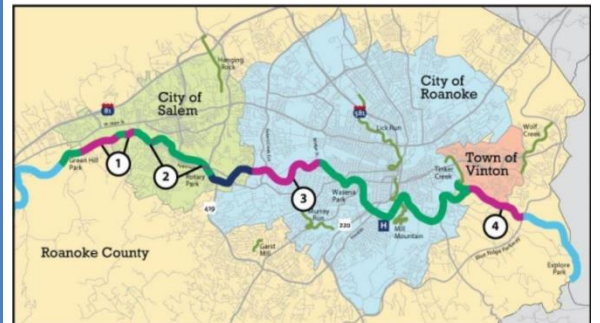 Hanging
Rock
City of
Salem
City of
Roanoke
81
581
Lick Run
Wolf
Creek
Town of
Vinton
Tinker
Creek
Green Hill
Park
1
2
Rotary
Park
3
Wasena
Park
419
Murray
Run
220
H
Mill
Mountain
4
Roanoke County
Garst
Mill
Blue Ridge Parkway
Explore
Park